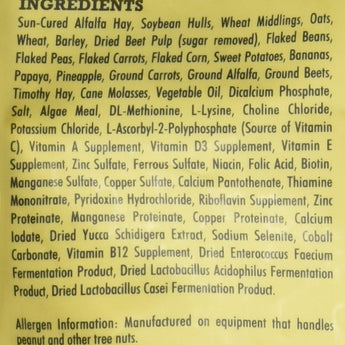 INGREDIENTS
Sun-Cured Alfalfa Hay, Soybean Hulls, Wheat Middlings, Oats,
Wheat, Barley, Dried Beet Pulp (sugar removed), Flaked Beans,
Flaked Peas, Flaked Carrots, Flaked Corn, Sweet Potatoes, Bananas,
Papaya, Pineapple, Ground Carrots, Ground Alfalfa, Ground Beets,
Timothy Hay, Cane Molasses, Vegetable Oil, Dicalcium Phosphate,
Salt, Algae Meal, DL-Methionine, L-Lysine, Choline Chloride,
Potassium Chloride, L-Ascorbyl-2-Polyphosphate (Source of Vitamin
C), Vitamin A Supplement, Vitamin D3 Supplement, Vitamin E
Supplement, Zinc Sulfate, Ferrous Sulfate, Niacin, Folic Acid, Biotin,
Manganese Sulfate, Copper Sulfate, Calcium Pantothenate, Thiamine
Mononitrate, Pyridoxine Hydrochloride, Riboflavin Supplement, Zinc
Proteinate, Manganese Proteinate, Copper Proteinate, Calcium
Iodate, Dried Yucca Schidigera Extract, Sodium Selenite, Cobalt
Carbonate, Vitamin B12 Supplement, Dried Enterococcus Faecium
Fermentation Product, Dried Lactobacillus Acidophilus Fermentation
Product, Dried Lactobacillus Casei Fermentation Product.
Allergen Information: Manufactured on equipment that handles
peanut and other tree nuts.